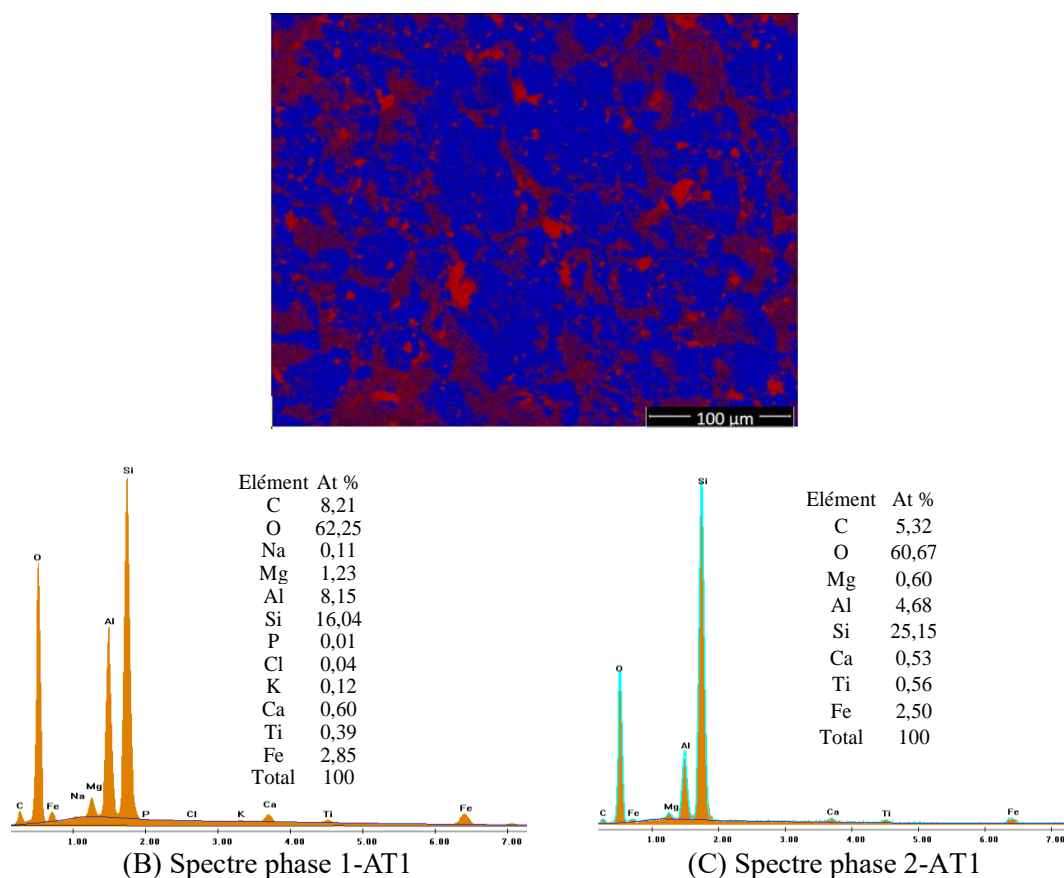 100 µm
Elément At %
C 8,21
O 62,25
Na 0,11
Mg 1,23
Al 8,15
Si 16,04
P 0,01
Cl 0,04
K 0,12
Ca 0,60
Ti 0,39
Fe 2,85
Total 100
Si
O
Al
C Fe Na Mg P Cl K Ca Ti Fe
1.00 2.00 3.00 4.00 5.00 6.00 7.00
(B) Spectre phase 1-AT1
Elément At %
C 5,32
O 60,67
Mg 0,60
Al 4,68
Si 25,15
Ca 0,53
Ti 0,56
Fe 2,50
Total 100
Si
O
Al
C Fe Mg Ca Ti Fe
1.00 2.00 3.00 4.00 5.00 6.00 7.00
(C) Spectre phase 2-AT1